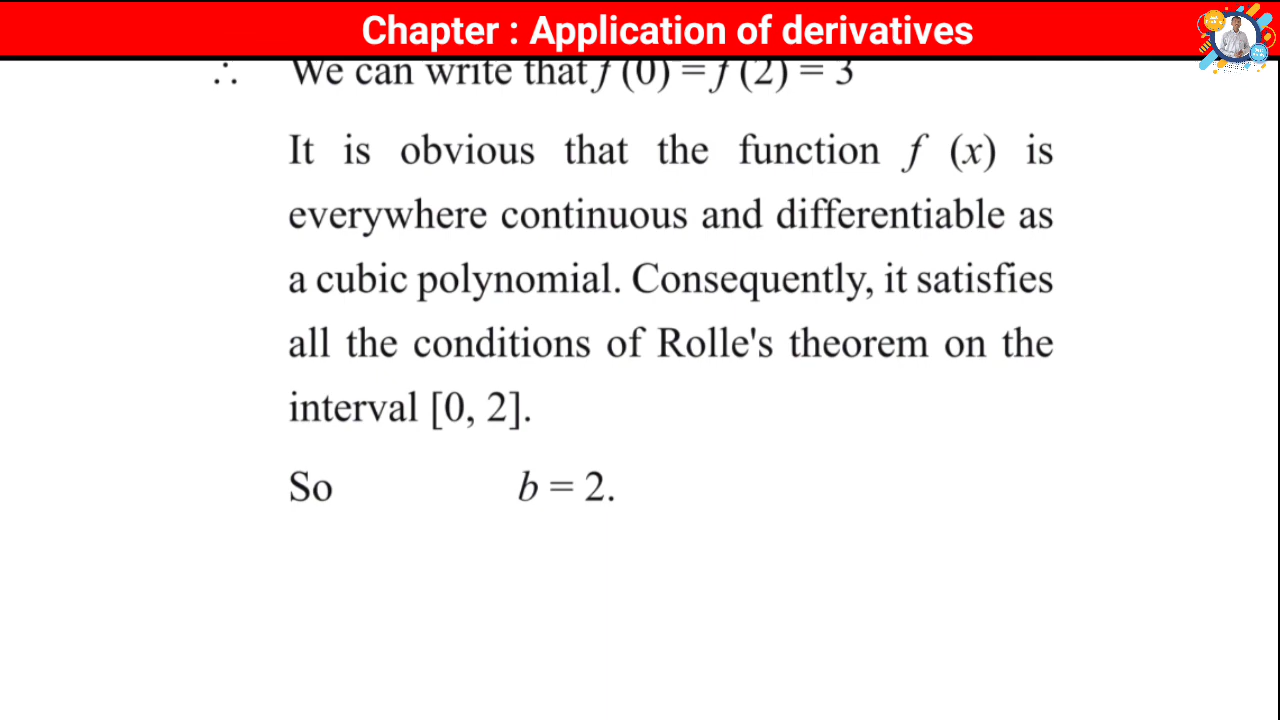 Chapter : Application of derivatives
∴ We can write that f (0) = f (2) = 3
It is obvious that the function f (x) is
everywhere continuous and differentiable as
a cubic polynomial. Consequently, it satisfies
all the conditions of Rolle's theorem on the
interval [0, 2].
So b = 2.